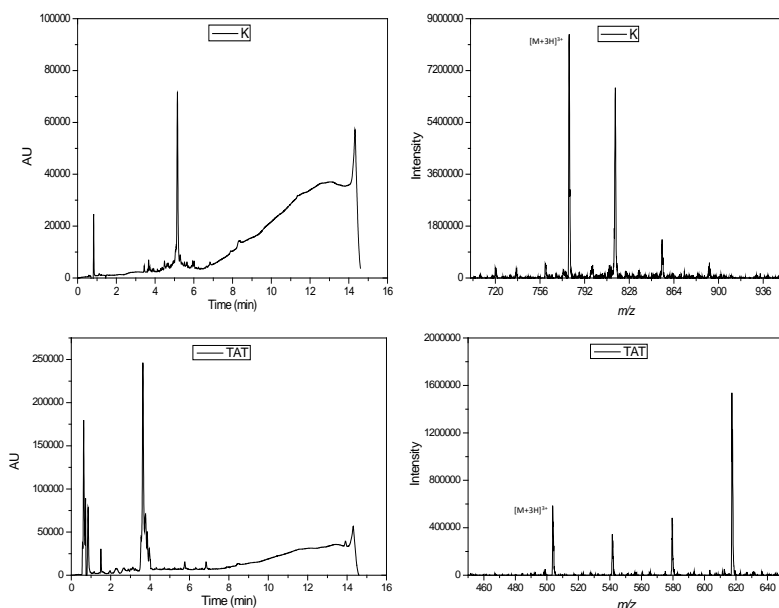 K
AU
100000
80000
60000
40000
20000
0
0 2 4 6 8 10 12 14 16
Time (min)
K
[M+3H]3+
Intensity
9000000
7200000
5400000
3600000
1800000
0
720 756 792 828 864 900 936
m/z
TAT
AU
250000
200000
150000
100000
50000
0
0 2 4 6 8 10 12 14 16
Time (min)
TAT
[M+3H]3+
Intensity
2000000
1600000
1200000
800000
400000
0
460 480 500 520 540 560 580 600 620 640
m/z